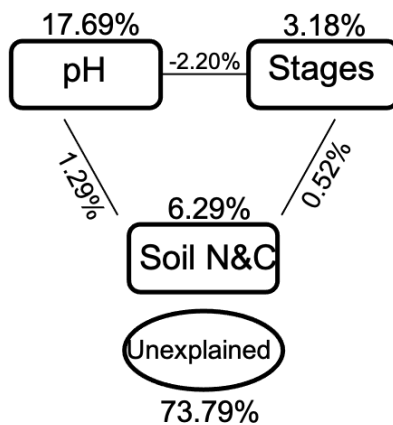 17.69%
3.18%
pH
-2.20%
Stages
1.29%
0.52%
6.29%
Soil N&C
Unexplained
73.79%